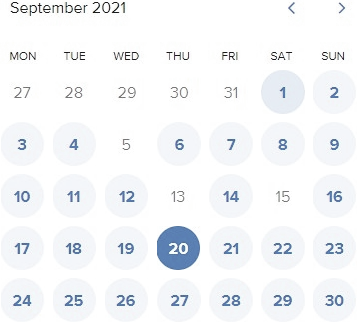 September 2021
MON TUE WED THU FRI SAT SUN
27 28 29 30 31 1 2
3 4 5 6 7 8 9
10 11 12 13 14 15 16
17 18 19 20 21 22 23
24 25 26 27 28 29 30